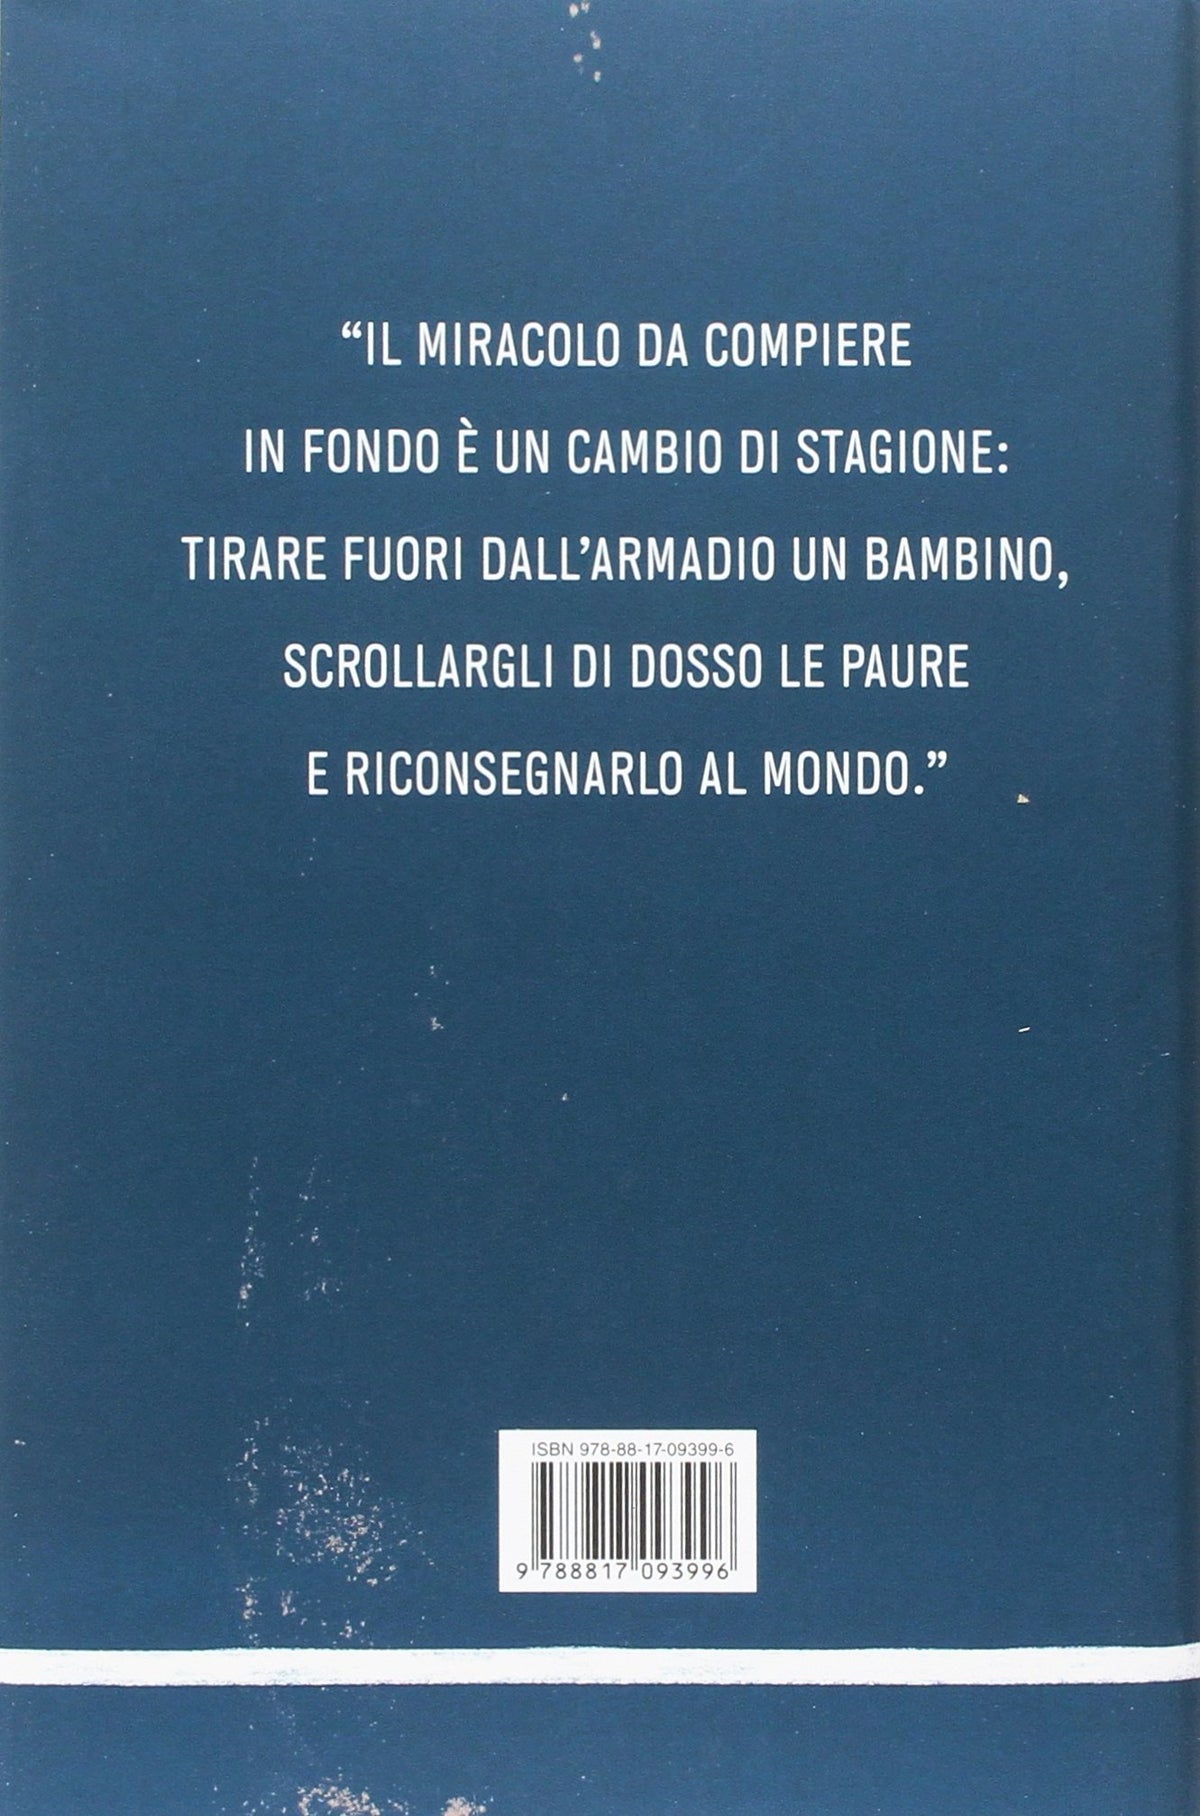 “IL MIRACOLO DA COMPIERE
IN FONDO È UN CAMBIO DI STAGIONE:
TIRARE FUORI DALL’ARMADIO UN BAMBINO,
SCROLLARGLI DI DOSSO LE PAURE
E RICONSEGNARLO AL MONDO.”
ISBN 978-88-17-09399-6
9 788817 093996